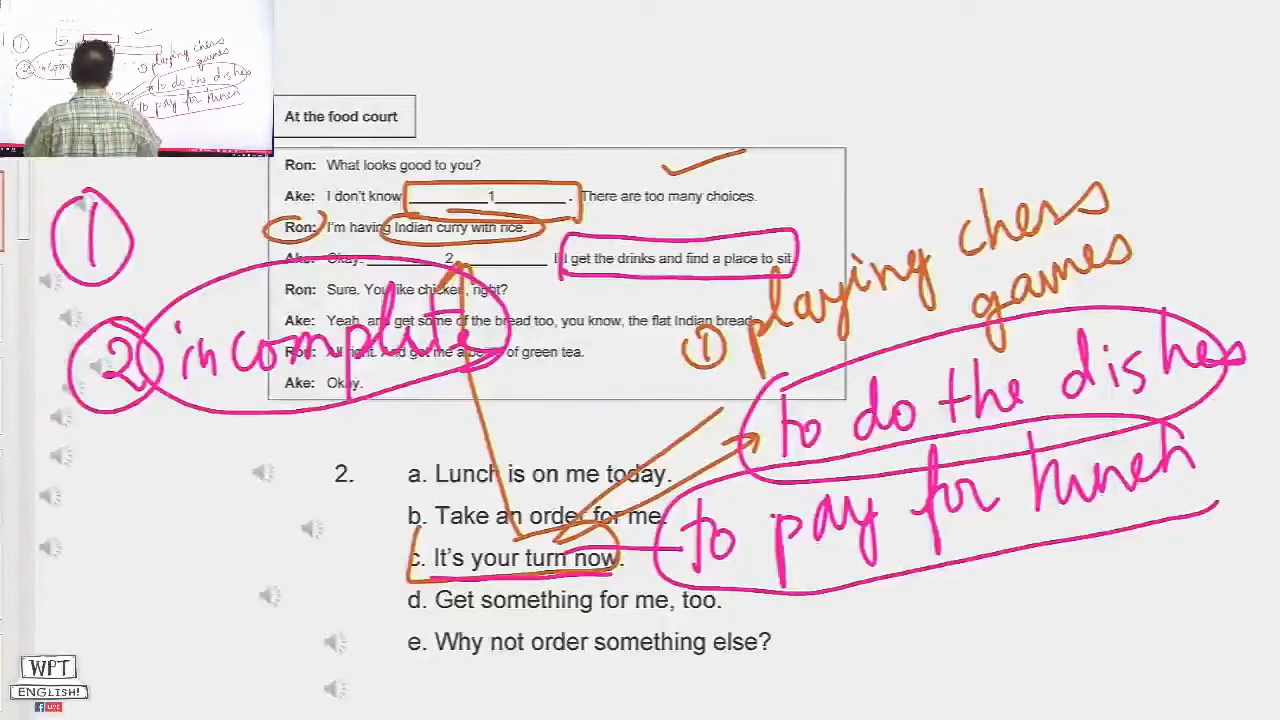 At the food court
Ron: What looks good to you?
Ake: I don't know ________1________. There are too many choices.
Ron: I'm having Indian curry with rice.
Ake: Okay. ________2________ I'll get the drinks and find a place to sit.
Ron: Sure. You like chicken, right?
Ake: Yeah, and get some of the bread too, you know, the flat Indian bread.
Ron: All right. And get me a of green tea.
Ake: Okay.
1
2 incomplete
1 playing chess
games
to do the dishes
to pay for lunch
2. a. Lunch is on me today.
b. Take an order for me.
c. It's your turn now.
d. Get something for me, too.
e. Why not order something else?
WPT
ENGLISH!
LIVE